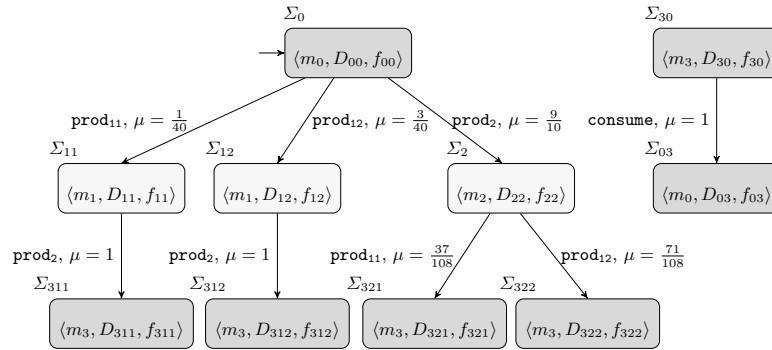 Σ₀ Σ₃₀
⟨m₀, D₀₀, f₀₀⟩ ⟨m₃, D₃₀, f₃₀⟩
prod₁₁, μ = 1/40 prod₁₂, μ = 3/40 prod₂, μ = 9/10 consume, μ = 1
Σ₁₁ Σ₁₂ Σ₂ Σ₀₃
⟨m₁, D₁₁, f₁₁⟩ ⟨m₁, D₁₂, f₁₂⟩ ⟨m₂, D₂₂, f₂₂⟩ ⟨m₀, D₀₃, f₀₃⟩
prod₂, μ = 1 prod₂, μ = 1 prod₁₁, μ = 37/108 prod₁₂, μ = 71/108
Σ₃₁₁ Σ₃₁₂ Σ₃₂₁ Σ₃₂₂
⟨m₃, D₃₁₁, f₃₁₁⟩ ⟨m₃, D₃₁₂, f₃₁₂⟩ ⟨m₃, D₃₂₁, f₃₂₁⟩ ⟨m₃, D₃₂₂, f₃₂₂⟩